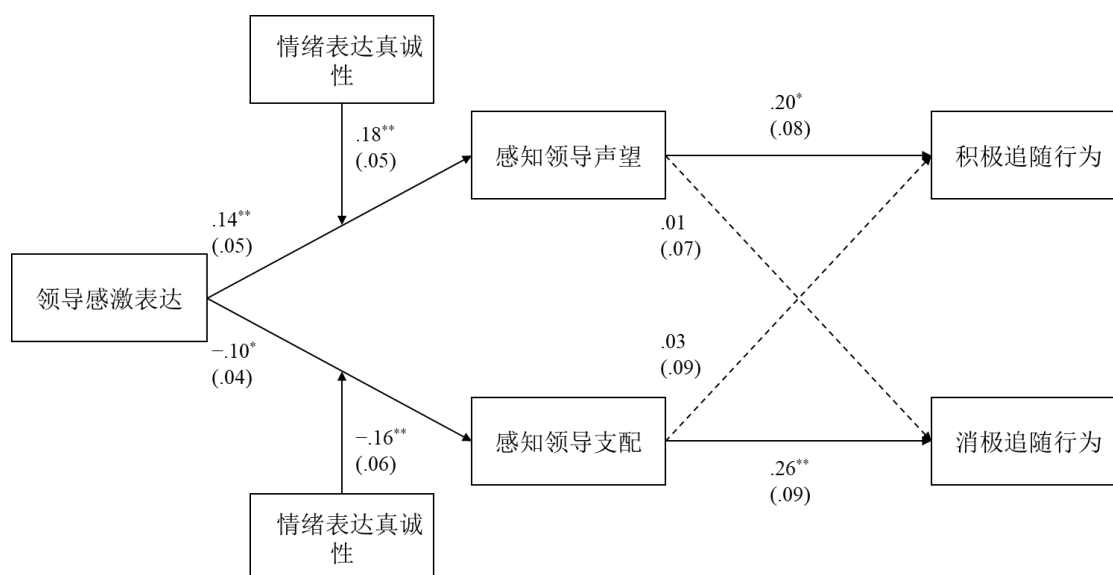 情绪表达真诚
性
.18**
(.05)
.20*
(.08)
感知领导声望
积极追随行为
.14**
(.05)
.01
(.07)
领导感激表达
−.10*
(.04)
.03
(.09)
−.16**
(.06)
感知领导支配
消极追随行为
.26**
(.09)
情绪表达真诚
性